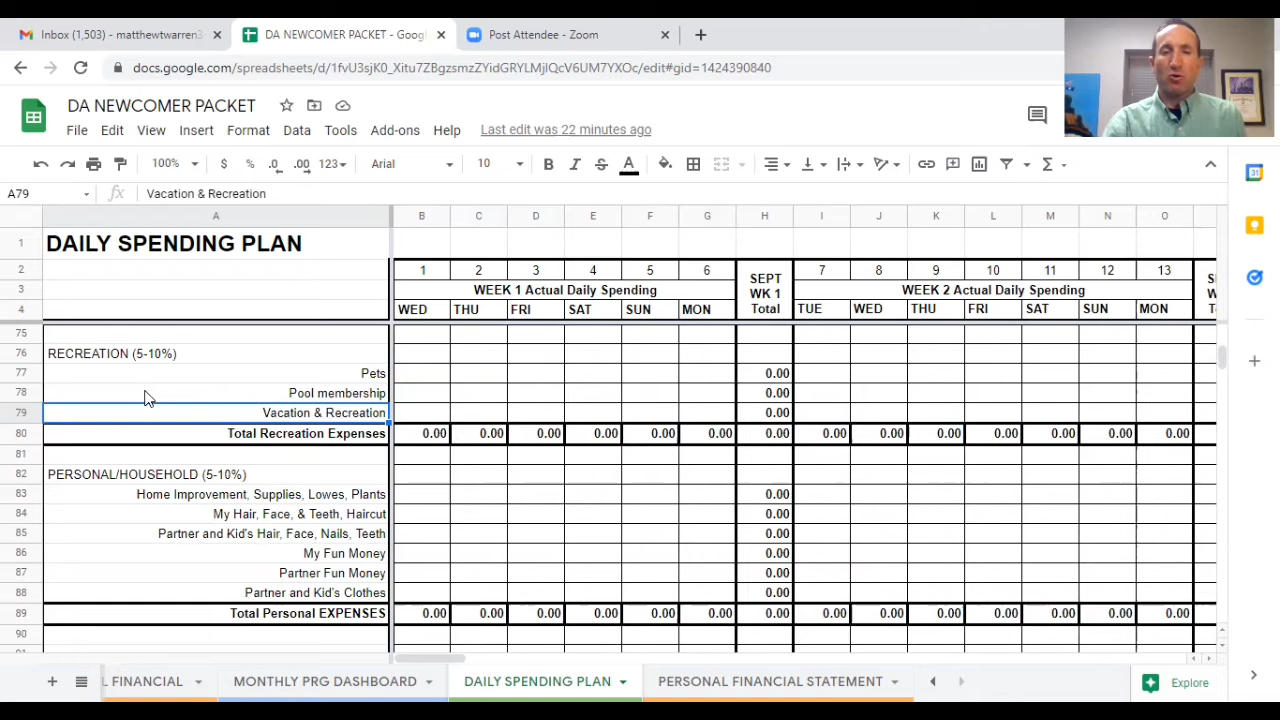 Inbox (1,503) - matthewtwarren3
DA NEWCOMER PACKET - Goog
Post Attendee - Zoom
docs.google.com/spreadsheets/d/1fvU3sjK0_Xitu7ZBgzsmzZYidGRYLMjIQcV6UM7YXOc/edit#gid=1424390840
DA NEWCOMER PACKET
File Edit View Insert Format Data Tools Add-ons Help Last edit was 22 minutes ago
100% $ % .0 .00 123 Arial 10 B I S A
A79 fx Vacation & Recreation
A B C D E F G H I J K L M N O
1 DAILY SPENDING PLAN
2 1 2 3 4 5 6 SEPT 7 8 9 10 11 12 13
3 WEEK 1 Actual Daily Spending WK 1 WEEK 2 Actual Daily Spending
4 WED THU FRI SAT SUN MON Total TUE WED THU FRI SAT SUN MON
75
76 RECREATION (5-10%)
77 Pets 0.00
78 Pool membership 0.00
79 Vacation & Recreation 0.00
80 Total Recreation Expenses 0.00 0.00 0.00 0.00 0.00 0.00 0.00 0.00 0.00 0.00 0.00 0.00 0.00 0.00
81
82 PERSONAL/HOUSEHOLD (5-10%)
83 Home Improvement, Supplies, Lowes, Plants 0.00
84 My Hair, Face, & Teeth, Haircut 0.00
85 Partner and Kid's Hair, Face, Nails, Teeth 0.00
86 My Fun Money 0.00
87 Partner Fun Money 0.00
88 Partner and Kid's Clothes 0.00
89 Total Personal EXPENSES 0.00 0.00 0.00 0.00 0.00 0.00 0.00 0.00 0.00 0.00 0.00 0.00 0.00 0.00
90
L FINANCIAL MONTHLY PRG DASHBOARD DAILY SPENDING PLAN PERSONAL FINANCIAL STATEMENT Explore